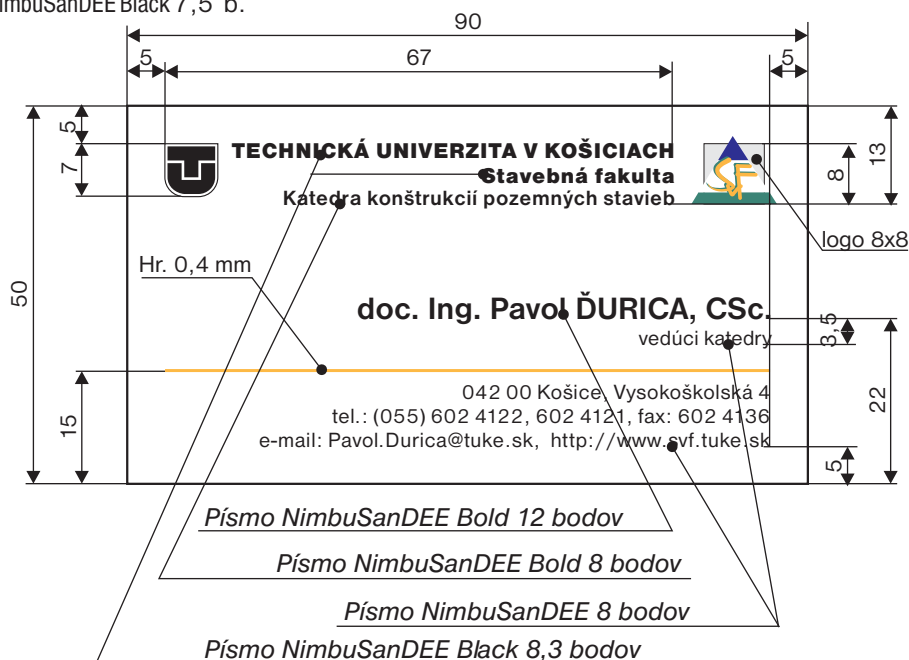 NimbuSanDEE Black 7,5 b.
90
5 67 5
5
7
TECHNICKÁ UNIVERZITA V KOŠICIACH
Stavebná fakulta
Katedra konštrukcií pozemných stavieb
SF
8
13
logo 8x8
Hr. 0,4 mm
50
doc. Ing. Pavol ĎURICA, CSc.
vedúci katedry
3,5
22
15
042 00 Košice, Vysokoškolská 4
tel.: (055) 602 4122, 602 4121, fax: 602 4136
e-mail: Pavol.Durica@tuke.sk, http://www.svf.tuke.sk
5
Písmo NimbuSanDEE Bold 12 bodov
Písmo NimbuSanDEE Bold 8 bodov
Písmo NimbuSanDEE 8 bodov
Písmo NimbuSanDEE Black 8,3 bodov